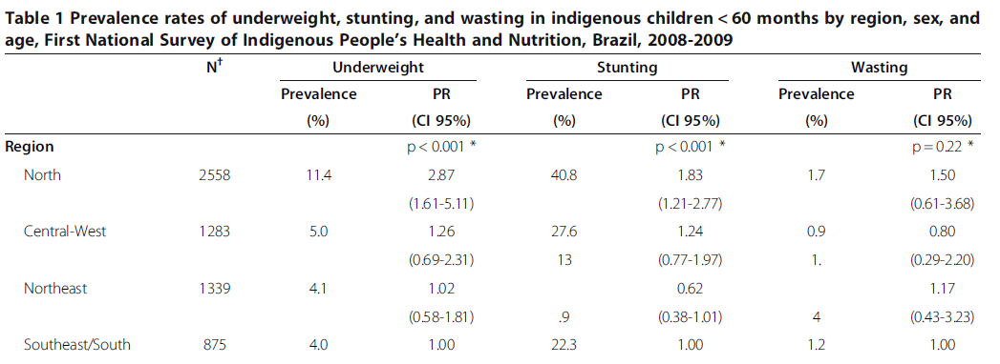 Table 1 Prevalence rates of underweight, stunting, and wasting in indigenous children < 60 months by region, sex, and
age, First National Survey of Indigenous People's Health and Nutrition, Brazil, 2008-2009
N† Underweight Stunting Wasting
Prevalence PR Prevalence PR Prevalence PR
(%) (CI 95%) (%) (CI 95%) (%) (CI 95%)
Region p < 0.001 * p < 0.001 * p = 0.22 *
North 2558 11.4 2.87 40.8 1.83 1.7 1.50
(1.61-5.11) (1.21-2.77) (0.61-3.68)
Central-West 1283 5.0 1.26 27.6 1.24 0.9 0.80
(0.69-2.31) 13 (0.77-1.97) 1. (0.29-2.20)
Northeast 1339 4.1 1.02 0.62 1.17
(0.58-1.81) .9 (0.38-1.01) 4 (0.43-3.23)
Southeast/South 875 4.0 1.00 22.3 1.00 1.2 1.00